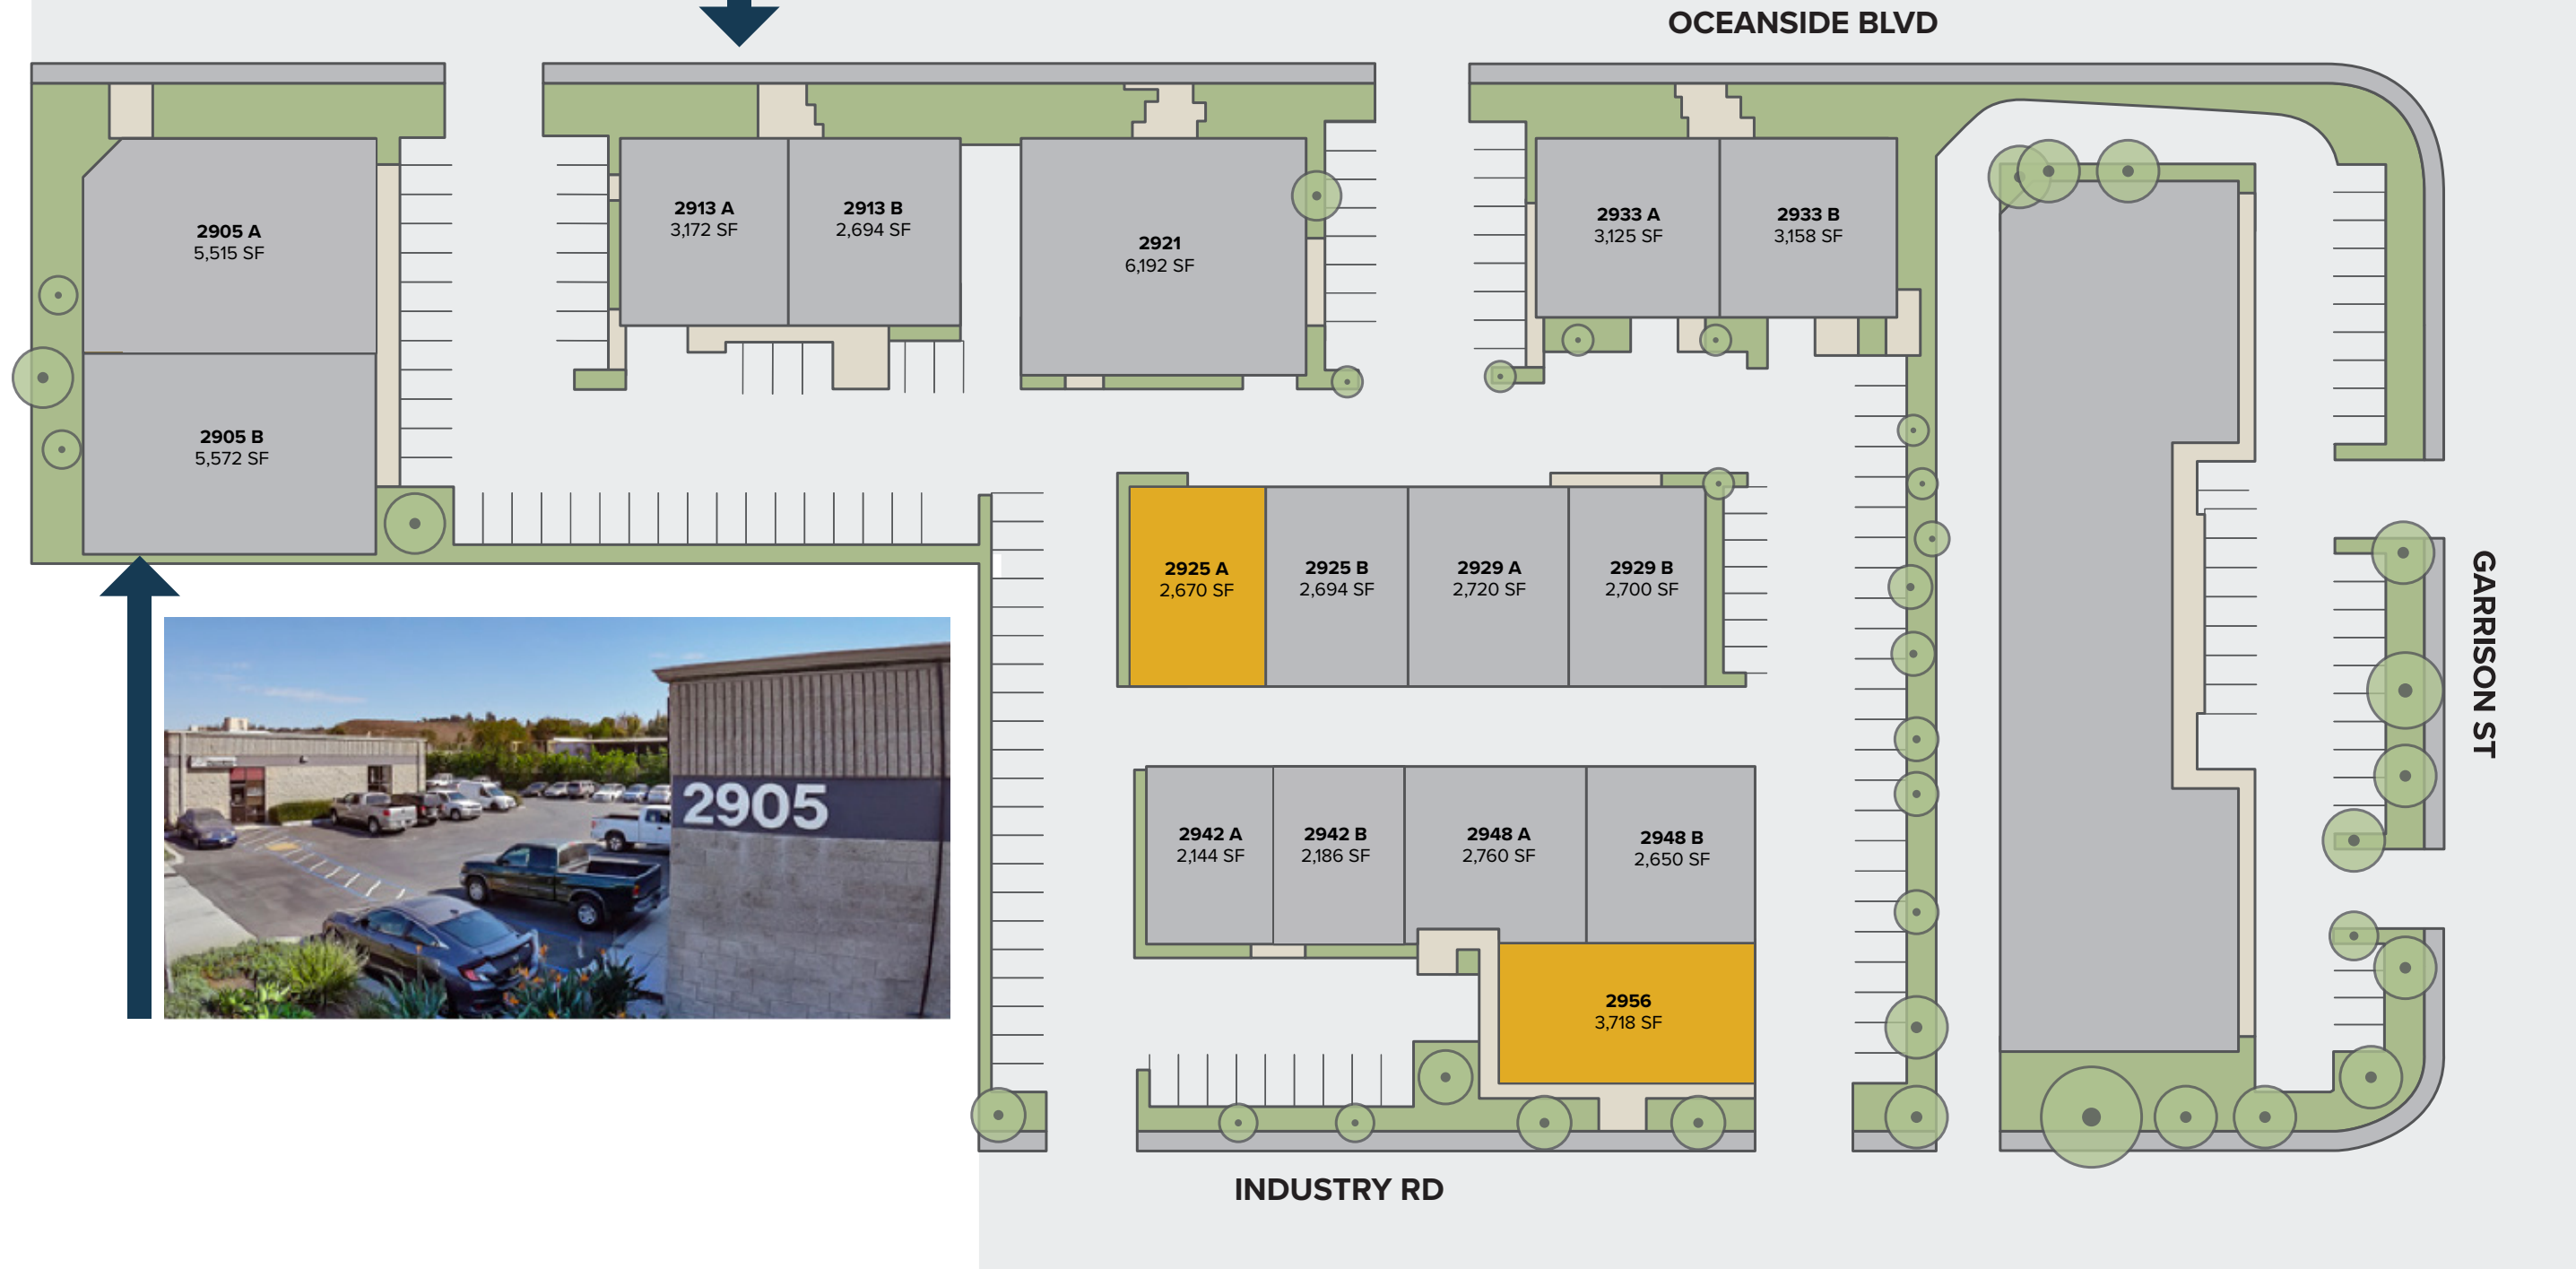 OCEANSIDE BLVD
2905 A
5,515 SF
2913 A
3,172 SF
2913 B
2,694 SF
2921
6,192 SF
2933 A
3,125 SF
2933 B
3,158 SF
2905 B
5,572 SF
2925 A
2,670 SF
2925 B
2,694 SF
2929 A
2,720 SF
2929 B
2,700 SF
GARRISON ST
2905
2942 A
2,144 SF
2942 B
2,186 SF
2948 A
2,760 SF
2948 B
2,650 SF
2956
3,718 SF
INDUSTRY RD